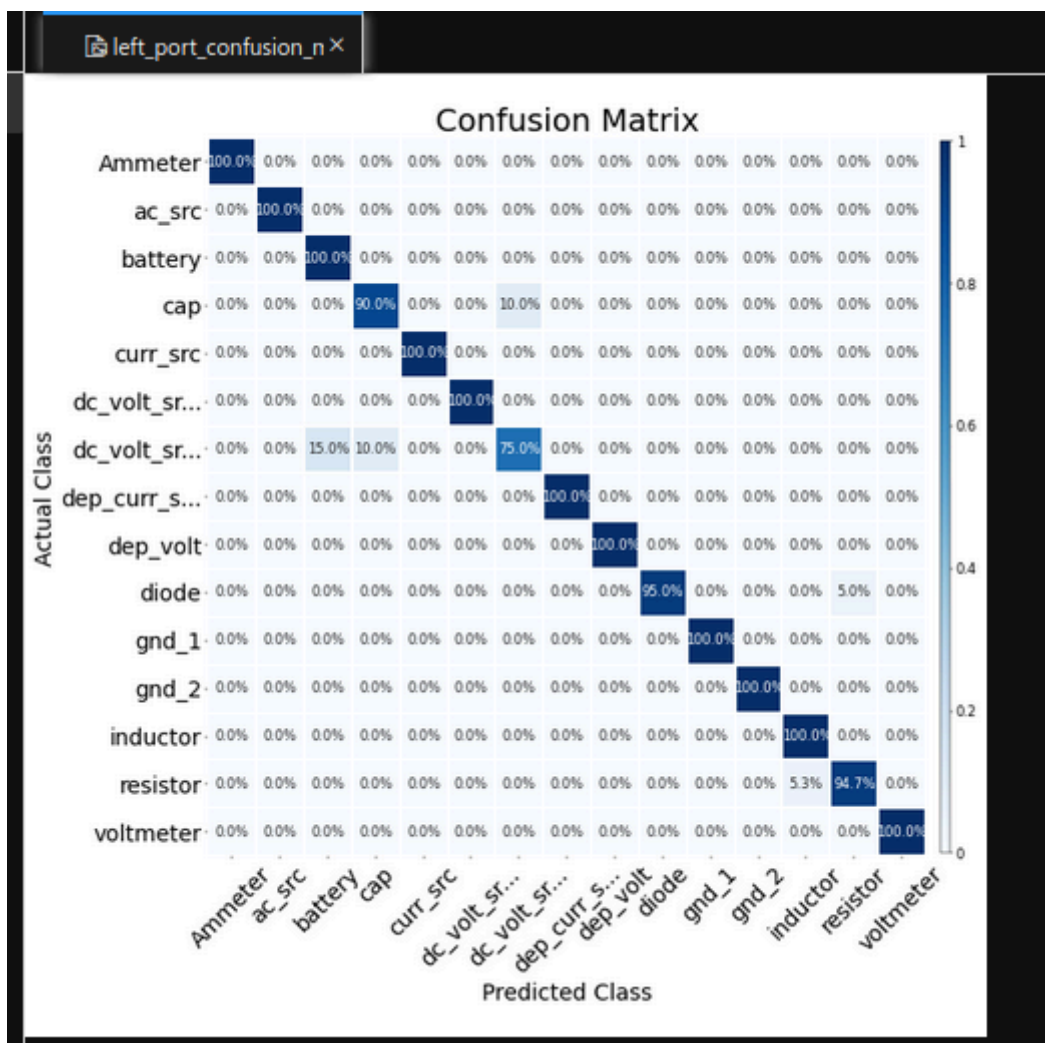 left_port_confusion_n ×
Confusion Matrix
Ammeter 100.0% 0.0% 0.0% 0.0% 0.0% 0.0% 0.0% 0.0% 0.0% 0.0% 0.0% 0.0% 0.0% 0.0% 0.0%
ac_src 0.0% 100.0% 0.0% 0.0% 0.0% 0.0% 0.0% 0.0% 0.0% 0.0% 0.0% 0.0% 0.0% 0.0% 0.0%
battery 0.0% 0.0% 100.0% 0.0% 0.0% 0.0% 0.0% 0.0% 0.0% 0.0% 0.0% 0.0% 0.0% 0.0% 0.0%
cap 0.0% 0.0% 0.0% 90.0% 0.0% 0.0% 10.0% 0.0% 0.0% 0.0% 0.0% 0.0% 0.0% 0.0% 0.0%
curr_src 0.0% 0.0% 0.0% 0.0% 100.0% 0.0% 0.0% 0.0% 0.0% 0.0% 0.0% 0.0% 0.0% 0.0% 0.0%
dc_volt_sr... 0.0% 0.0% 0.0% 0.0% 0.0% 100.0% 0.0% 0.0% 0.0% 0.0% 0.0% 0.0% 0.0% 0.0% 0.0%
dc_volt_sr... 0.0% 0.0% 15.0% 10.0% 0.0% 0.0% 75.0% 0.0% 0.0% 0.0% 0.0% 0.0% 0.0% 0.0% 0.0%
dep_curr_s... 0.0% 0.0% 0.0% 0.0% 0.0% 0.0% 0.0% 100.0% 0.0% 0.0% 0.0% 0.0% 0.0% 0.0% 0.0%
dep_volt 0.0% 0.0% 0.0% 0.0% 0.0% 0.0% 0.0% 0.0% 100.0% 0.0% 0.0% 0.0% 0.0% 0.0% 0.0%
diode 0.0% 0.0% 0.0% 0.0% 0.0% 0.0% 0.0% 0.0% 0.0% 95.0% 0.0% 0.0% 0.0% 5.0% 0.0%
gnd_1 0.0% 0.0% 0.0% 0.0% 0.0% 0.0% 0.0% 0.0% 0.0% 0.0% 100.0% 0.0% 0.0% 0.0% 0.0%
gnd_2 0.0% 0.0% 0.0% 0.0% 0.0% 0.0% 0.0% 0.0% 0.0% 0.0% 0.0% 100.0% 0.0% 0.0% 0.0%
inductor 0.0% 0.0% 0.0% 0.0% 0.0% 0.0% 0.0% 0.0% 0.0% 0.0% 0.0% 0.0% 100.0% 0.0% 0.0%
resistor 0.0% 0.0% 0.0% 0.0% 0.0% 0.0% 0.0% 0.0% 0.0% 0.0% 0.0% 0.0% 5.3% 94.7% 0.0%
voltmeter 0.0% 0.0% 0.0% 0.0% 0.0% 0.0% 0.0% 0.0% 0.0% 0.0% 0.0% 0.0% 0.0% 0.0% 100.0%
Actual Class
Ammeter ac_src battery cap curr_src dc_volt_sr... dc_volt_sr... dep_curr_s... dep_volt diode gnd_1 gnd_2 inductor resistor voltmeter
Predicted Class
1
0.8
0.6
0.4
0.2
0